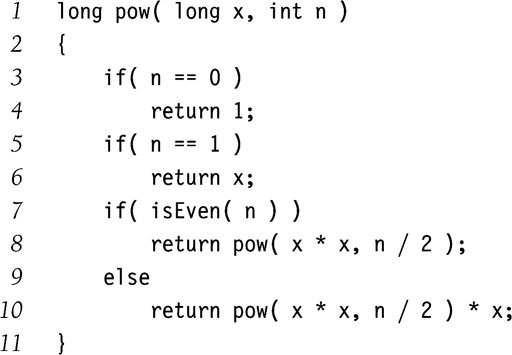 1 long pow( long x, int n )
2 {
3 if( n == 0 )
4 return 1;
5 if( n == 1 )
6 return x;
7 if( isEven( n ) )
8 return pow( x * x, n / 2 );
9 else
10 return pow( x * x, n / 2 ) * x;
11 }